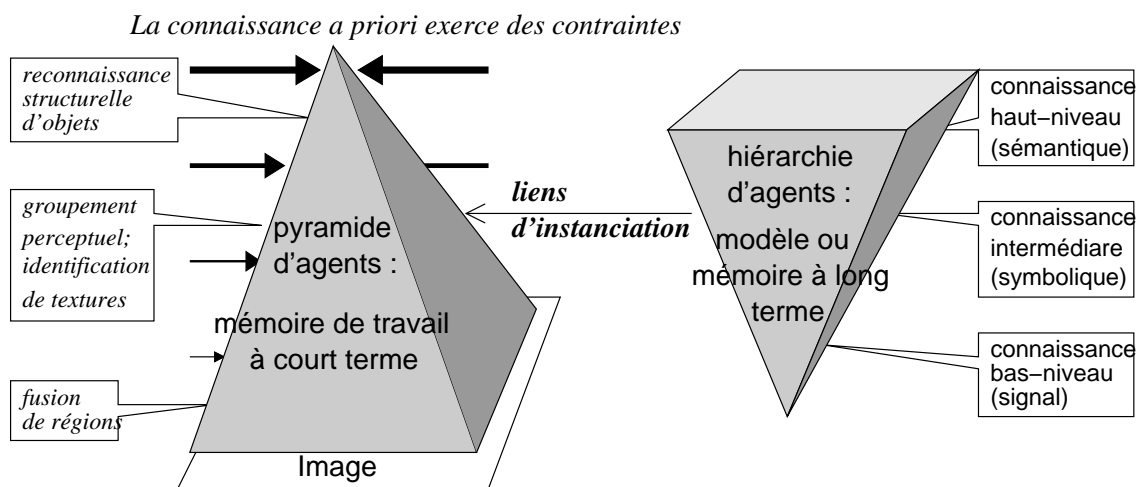 La connaissance a priori exerce des contraintes
reconnaissance
structurelle
d'objets
groupement
perceptuel;
identification
de textures
fusion
de régions
pyramide
d'agents :
mémoire de travail
à court terme
Image
liens
d'instanciation
hiérarchie
d'agents :
modèle ou
mémoire à long
terme
connaissance
haut−niveau
(sémantique)
connaissance
intermédiare
(symbolique)
connaissance
bas−niveau
(signal)